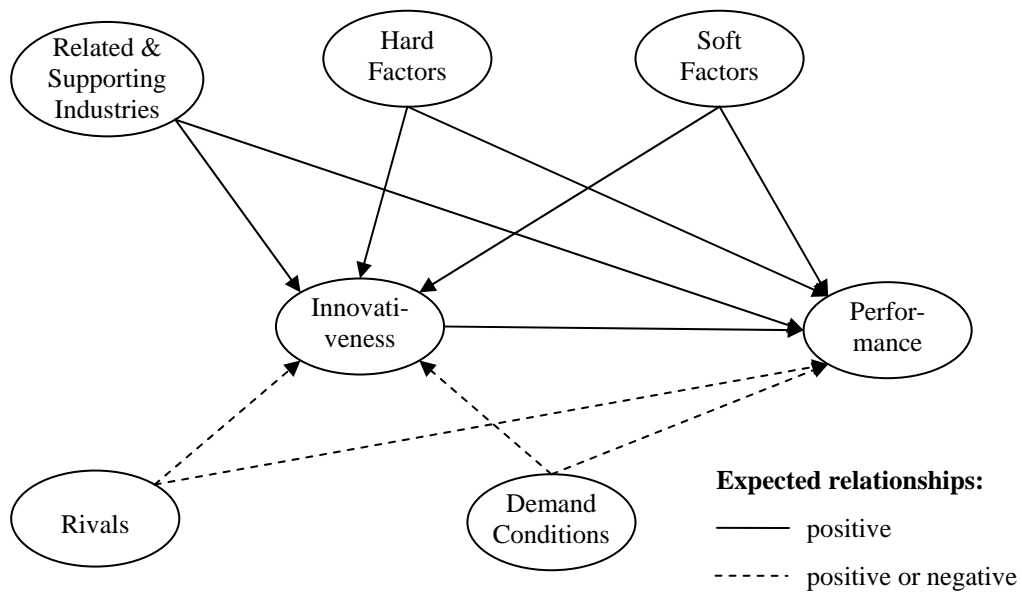 Related &
Supporting
Industries
Hard
Factors
Soft
Factors
Innovati-
veness
Perfor-
mance
Rivals
Demand
Conditions
Expected relationships:
positive
positive or negative